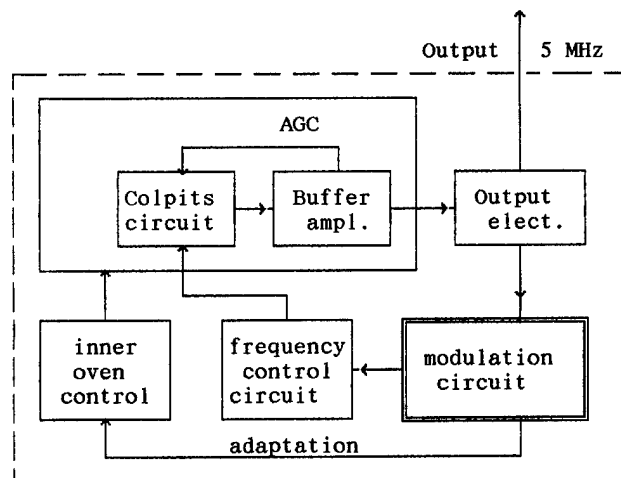 Output 5 MHz
AGC
Colpits
circuit
Buffer
ampl.
Output
elect.
inner
oven
control
frequency
control
circuit
modulation
circuit
adaptation